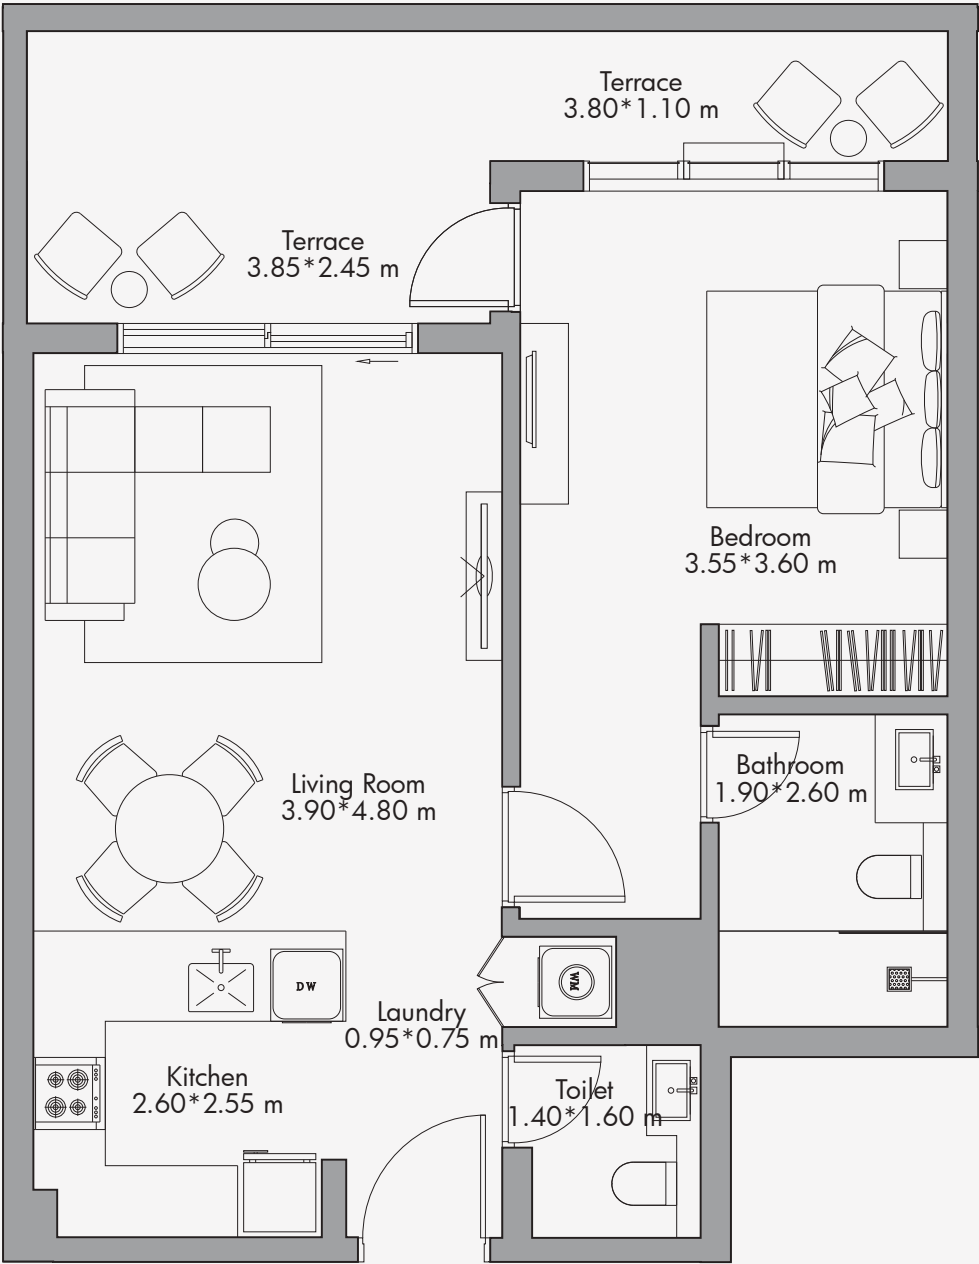 Terrace
3.80*1.10 m
Terrace
3.85*2.45 m
Bedroom
3.55*3.60 m
Living Room
3.90*4.80 m
Bathroom
1.90*2.60 m
DW
WM
Laundry
0.95*0.75 m
Kitchen
2.60*2.55 m
Toilet
1.40*1.60 m